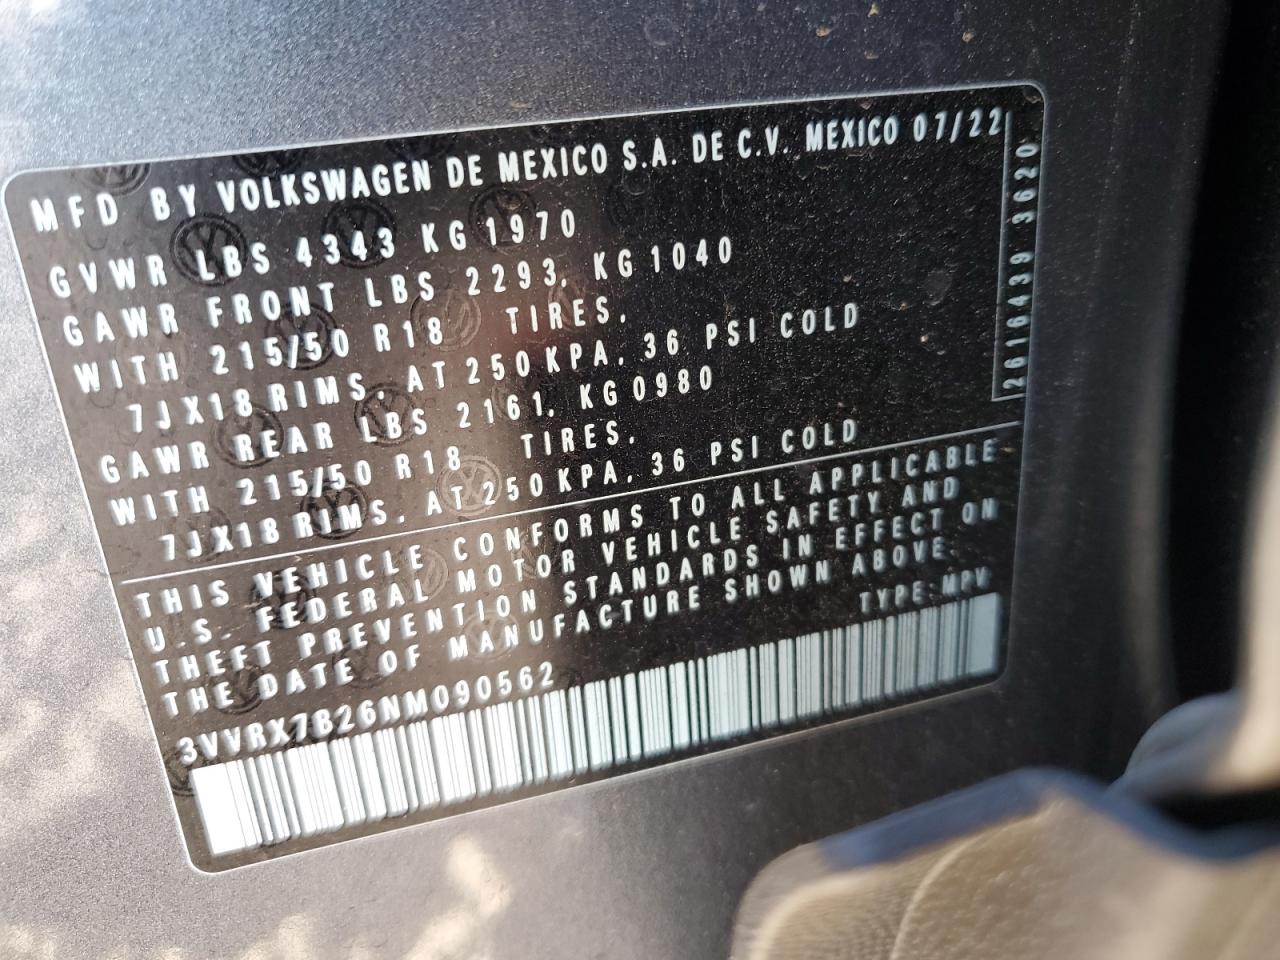 MFD BY VOLKSWAGEN DE MEXICO S.A. DE C.V. MEXICO 07/22
GVWR LBS 4343 KG 1970
GAWR FRONT LBS 2293. KG 1040
WITH 215/50 R18 TIRES.
7JX18 RIMS. AT 250 KPA. 36 PSI COLD
GAWR REAR LBS 2161. KG 0980
WITH 215/50 R18 TIRES.
7JX18 RIMS. AT 250 KPA. 36 PSI COLD
2616439 3620
THIS VEHICLE CONFORMS TO ALL APPLICABLE
U.S. FEDERAL MOTOR VEHICLE SAFETY AND
THEFT PREVENTION STANDARDS IN EFFECT ON
THE DATE OF MANUFACTURE SHOWN ABOVE.
TYPE: MPV
3VVRX7B26NM090562